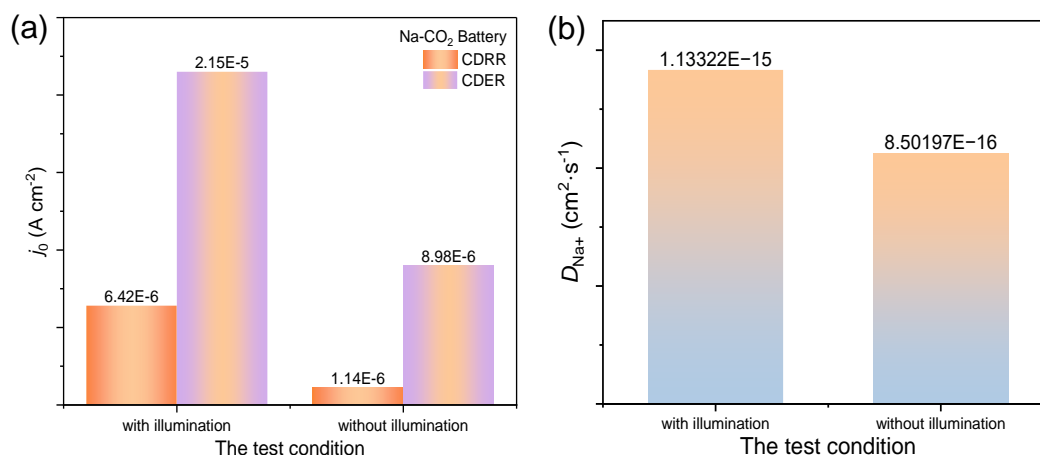 (a)
Na-CO₂ Battery
CDRR
CDER
2.15E-5
6.42E-6
8.98E-6
1.14E-6
j₀ (A cm⁻²)
with illumination
without illumination
The test condition
(b)
1.13322E−15
8.50197E−16
D_Na+ (cm²·s⁻¹)
with illumination
without illumination
The test condition